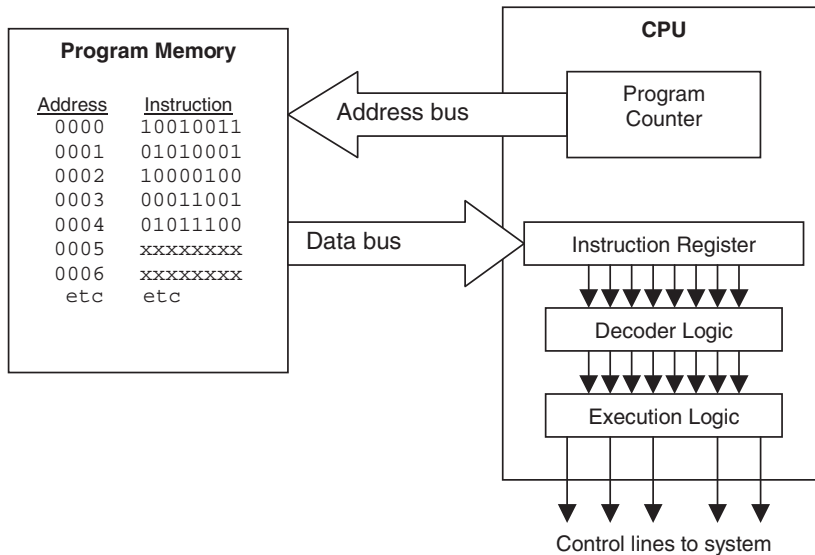 Program Memory
Address Instruction
0000 10010011
0001 01010001
0002 10000100
0003 00011001
0004 01011100
0005 xxxxxxxx
0006 xxxxxxxx
etc etc
Address bus
Data bus
CPU
Program
Counter
Instruction Register
Decoder Logic
Execution Logic
Control lines to system